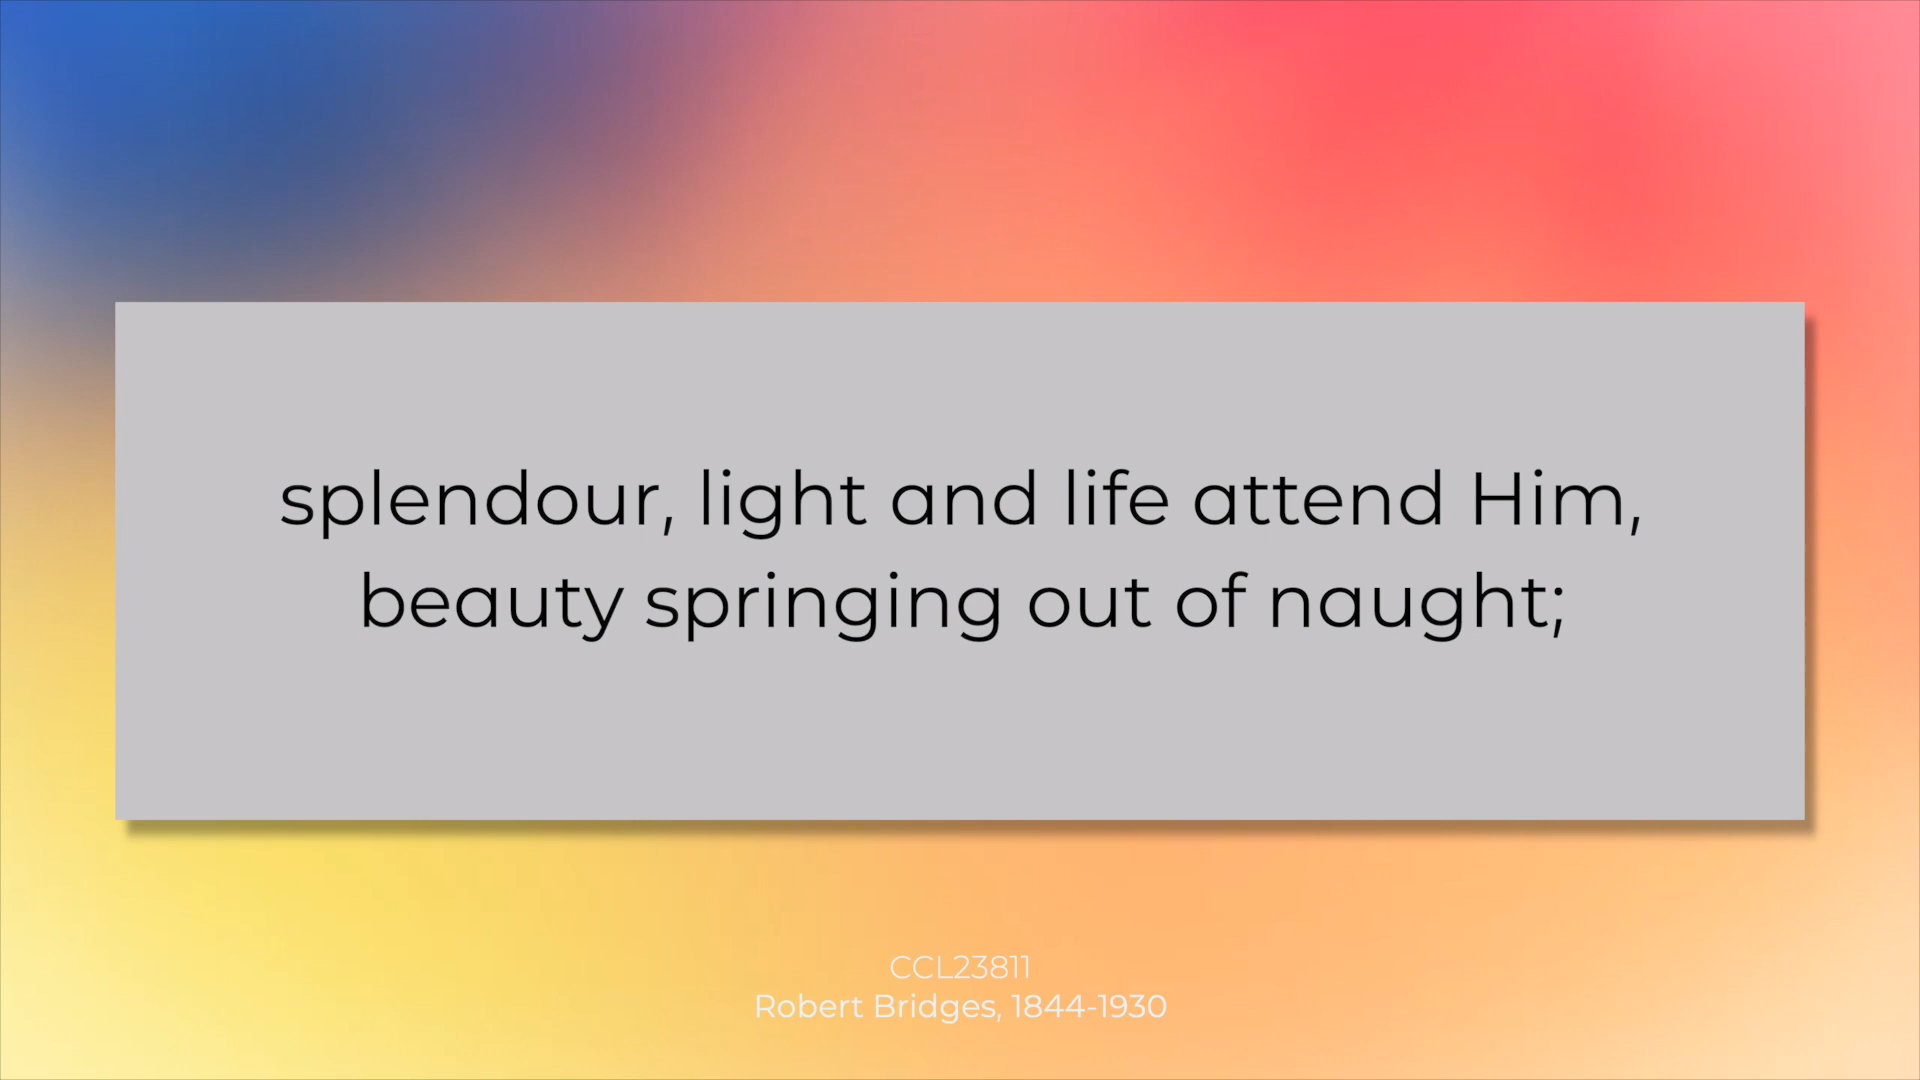 splendour, light and life attend Him,
beauty springing out of naught;
CCL23811
Robert Bridges, 1844-1930